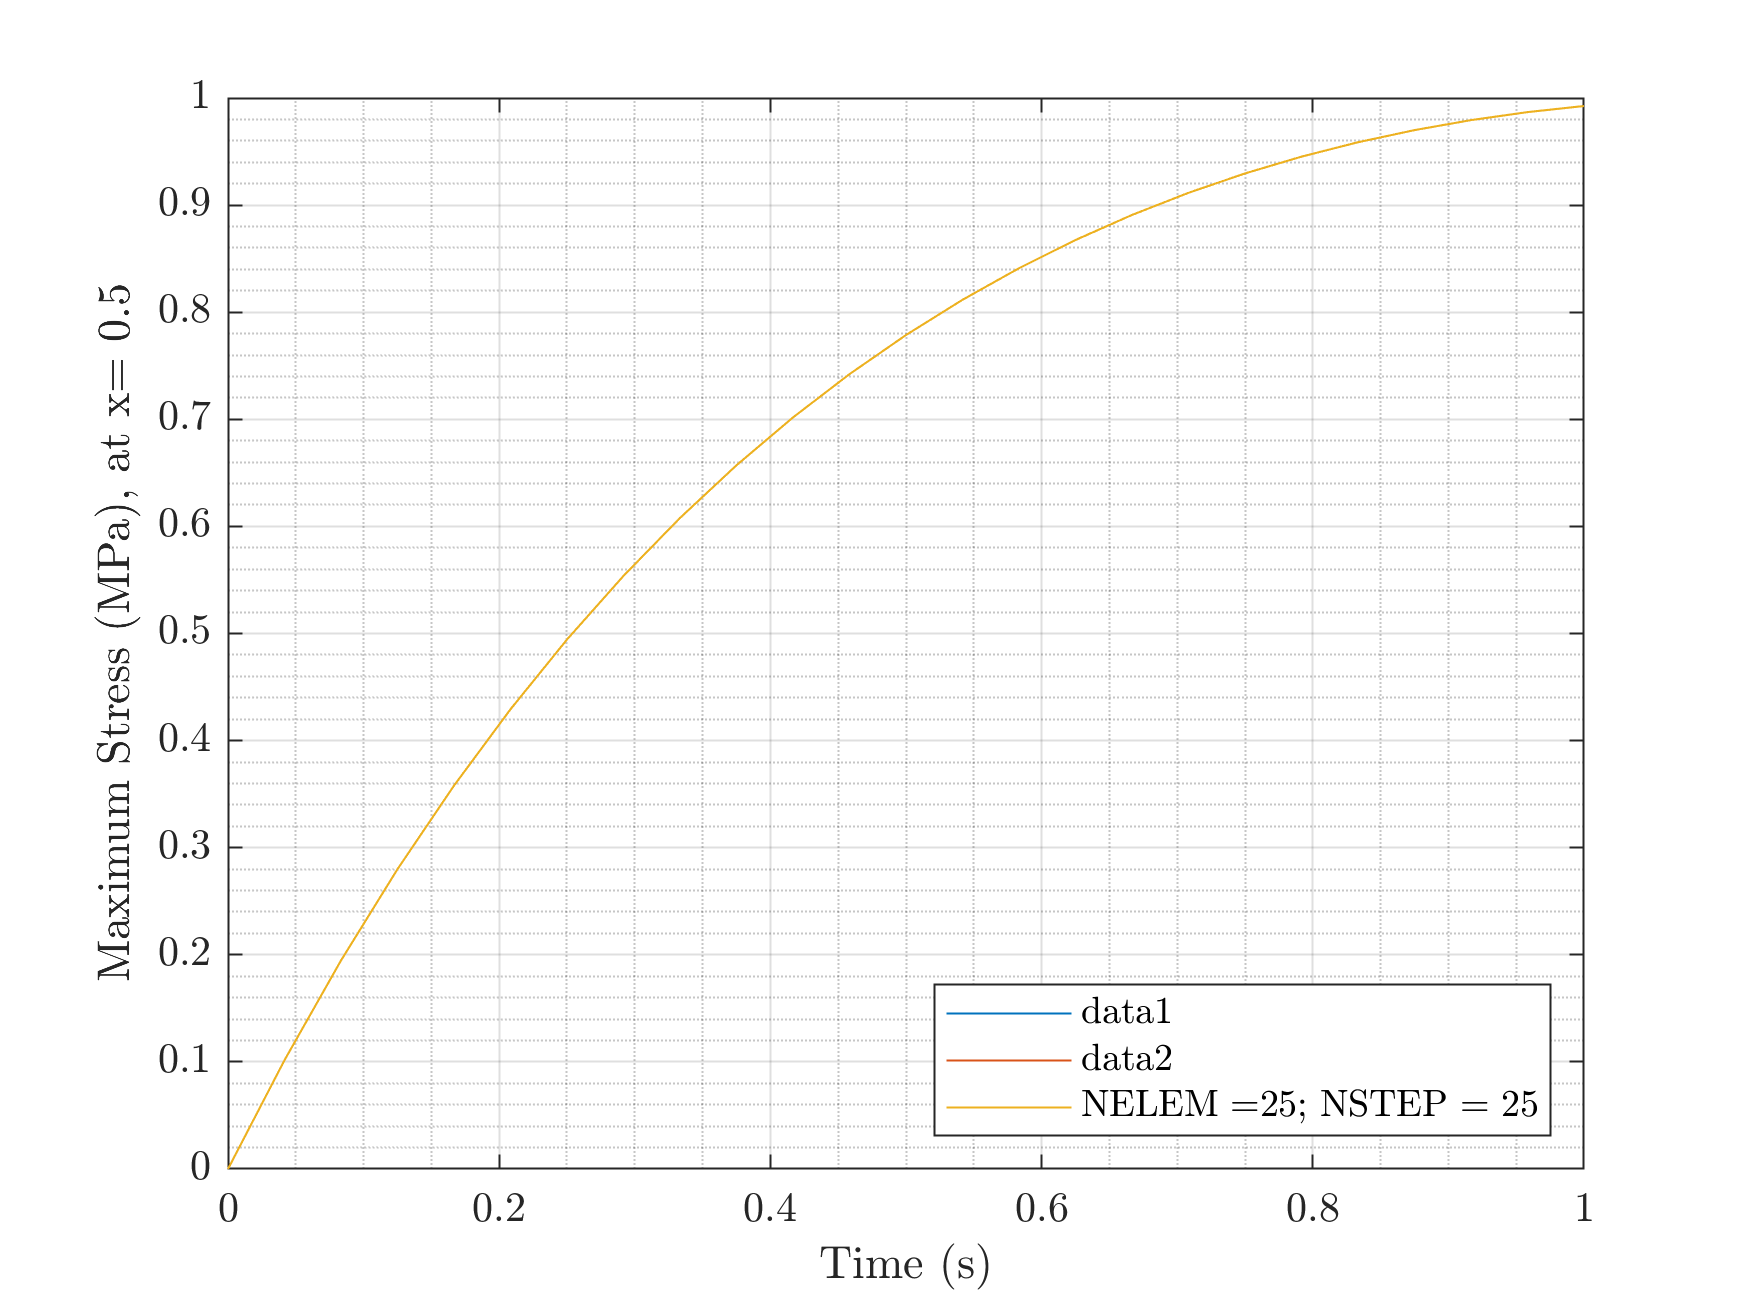 1
0.9
0.8
0.7
0.6
0.5
0.4
0.3
0.2
0.1
0
Maximum Stress (MPa), at x= 0.5
data1
data2
NELEM =25; NSTEP = 25
0 0.2 0.4 0.6 0.8 1
Time (s)